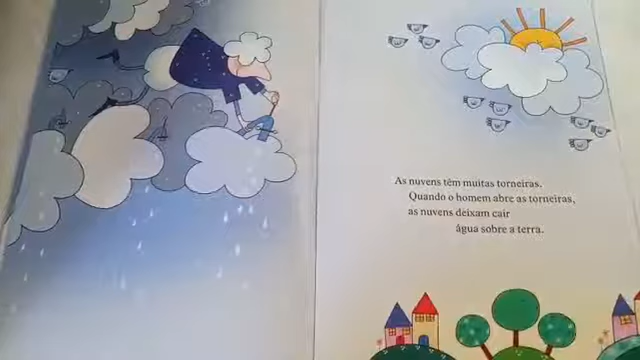 As nuvens têm muitas torneiras.
Quando o homem abre as torneiras,
as nuvens deixam cair
água sobre a terra.